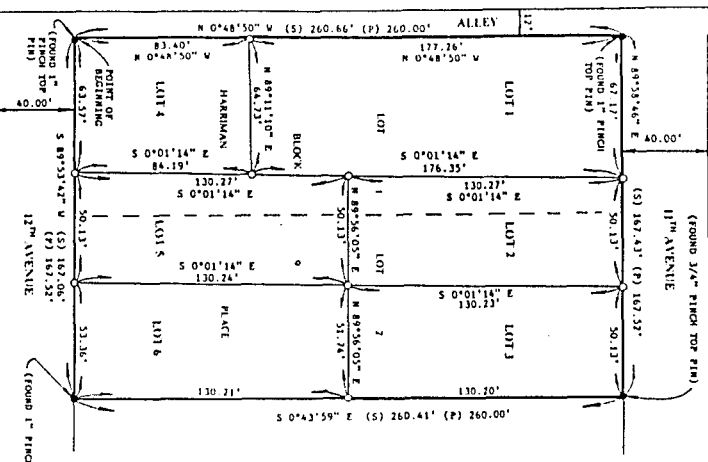 N 0°48'50" W (S) 260.66' (P) 260.00'
ALLEY
12'
83.40'
N 0°48'50" W
177.26'
N 0°48'50" W
(FOUND 1"
PINCH TOP
PIN)
POINT OF
BEGINNING
40.00'
63.57'
LOT 4
HARRIMAN
N 89°11'10" E
64.73'
BLOCK
LOT
LOT 1
(FOUND 1" PINCH
TOP PIN)
67.17'
N 89°58'46" E
40.00'
S 0°01'14" E
84.19'
S 0°01'14" E
176.35'
130.27'
S 0°01'14" E
130.27'
S 0°01'14" E
S 89°53'42" W (S) 167.06'
(P) 167.52'
12TH AVENUE
50.13'
LOT 5
N 89°56'05" E
50.13'
1
LOT
LOT 2
50.13'
(S) 167.43' (P) 167.52'
11TH AVENUE
(FOUND 3/4" PINCH TOP PIN)
S 0°01'14" E
130.24'
S 0°01'14" E
130.23'
53.36'
LOT 6
PLACE
N 89°56'05" E
51.74'
2
LOT 3
50.13'
130.21'
130.20'
S 0°43'59" E (S) 260.41' (P) 260.00'
(FOUND 1" PINCH